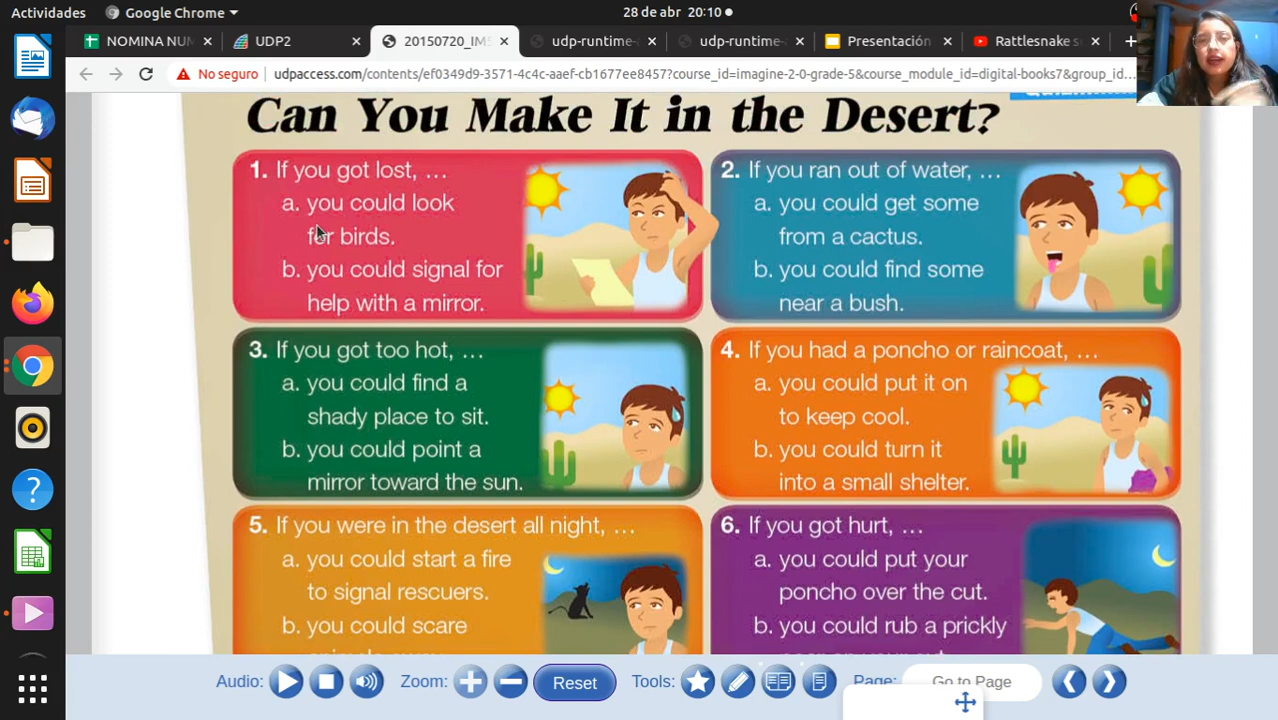 Actividades Google Chrome 28 de abr 20:10
NOMINA NUM UDP2 20150720_IM5 udp-runtime- udp-runtime- Presentación Rattlesnake s
No seguro udpaccess.com/contents/ef0349d9-3571-4c4c-aaef-cb1677ee8457?course_id=imagine-2-0-grade-5&course_module_id=digital-books7&group_id...
Can You Make It in the Desert?
1. If you got lost, ...
a. you could look
for birds.
b. you could signal for
help with a mirror.
2. If you ran out of water, ...
a. you could get some
from a cactus.
b. you could find some
near a bush.
3. If you got too hot, ...
a. you could find a
shady place to sit.
b. you could point a
mirror toward the sun.
4. If you had a poncho or raincoat, ...
a. you could put it on
to keep cool.
b. you could turn it
into a small shelter.
5. If you were in the desert all night, ...
a. you could start a fire
to signal rescuers.
b. you could scare
6. If you got hurt, ...
a. you could put your
poncho over the cut.
b. you could rub a prickly
Audio: Zoom: Reset Tools: Page: Go to Page